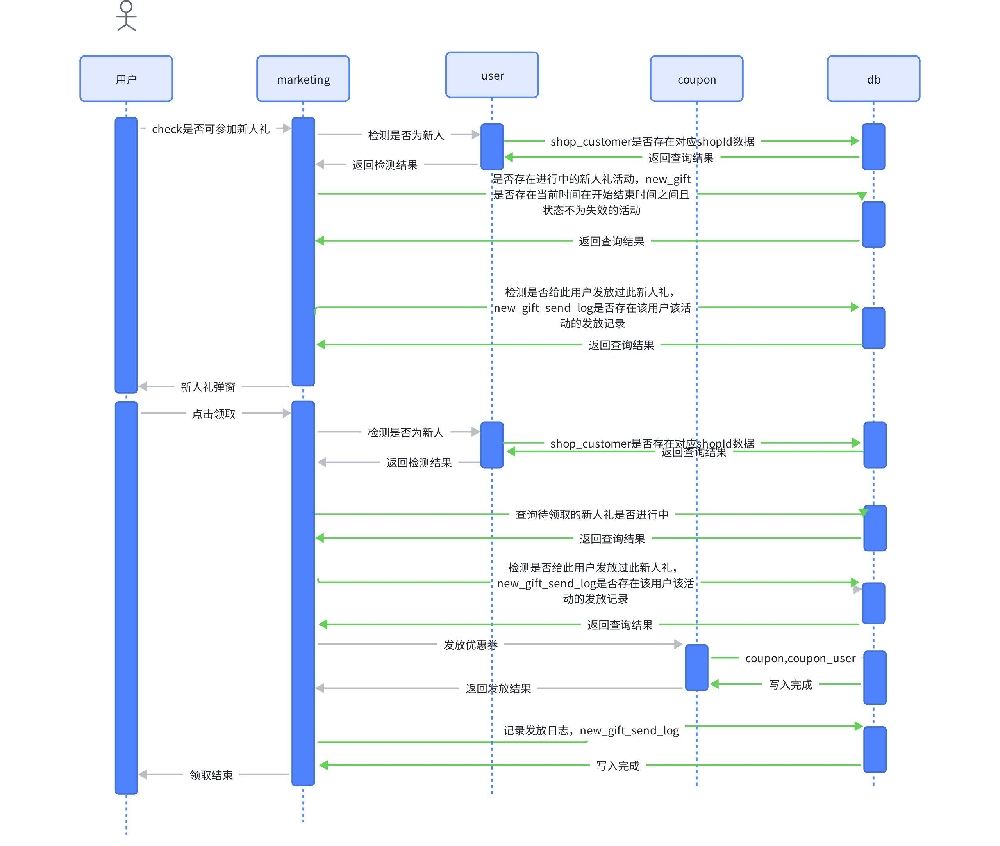 用户
marketing
user
coupon
db
check是否可参加新人礼
检测是否为新人
shop_customer是否存在对应shopId数据
返回查询结果
返回检测结果
是否存在进行中的新人礼活动，new_gift
是否存在当前时间在开始结束时间之间且
状态不为失效的活动
返回查询结果
检测是否给此用户发放过此新人礼，
new_gift_send_log是否存在该用户该活
动的发放记录
返回查询结果
新人礼弹窗
点击领取
检测是否为新人
shop_customer是否存在对应shopId数据
返回查询结果
返回检测结果
查询待领取的新人礼是否进行中
返回查询结果
检测是否给此用户发放过此新人礼，
new_gift_send_log是否存在该用户该活
动的发放记录
返回查询结果
发放优惠券
coupon,coupon_user
写入完成
返回发放结果
记录发放日志，new_gift_send_log
写入完成
领取结束